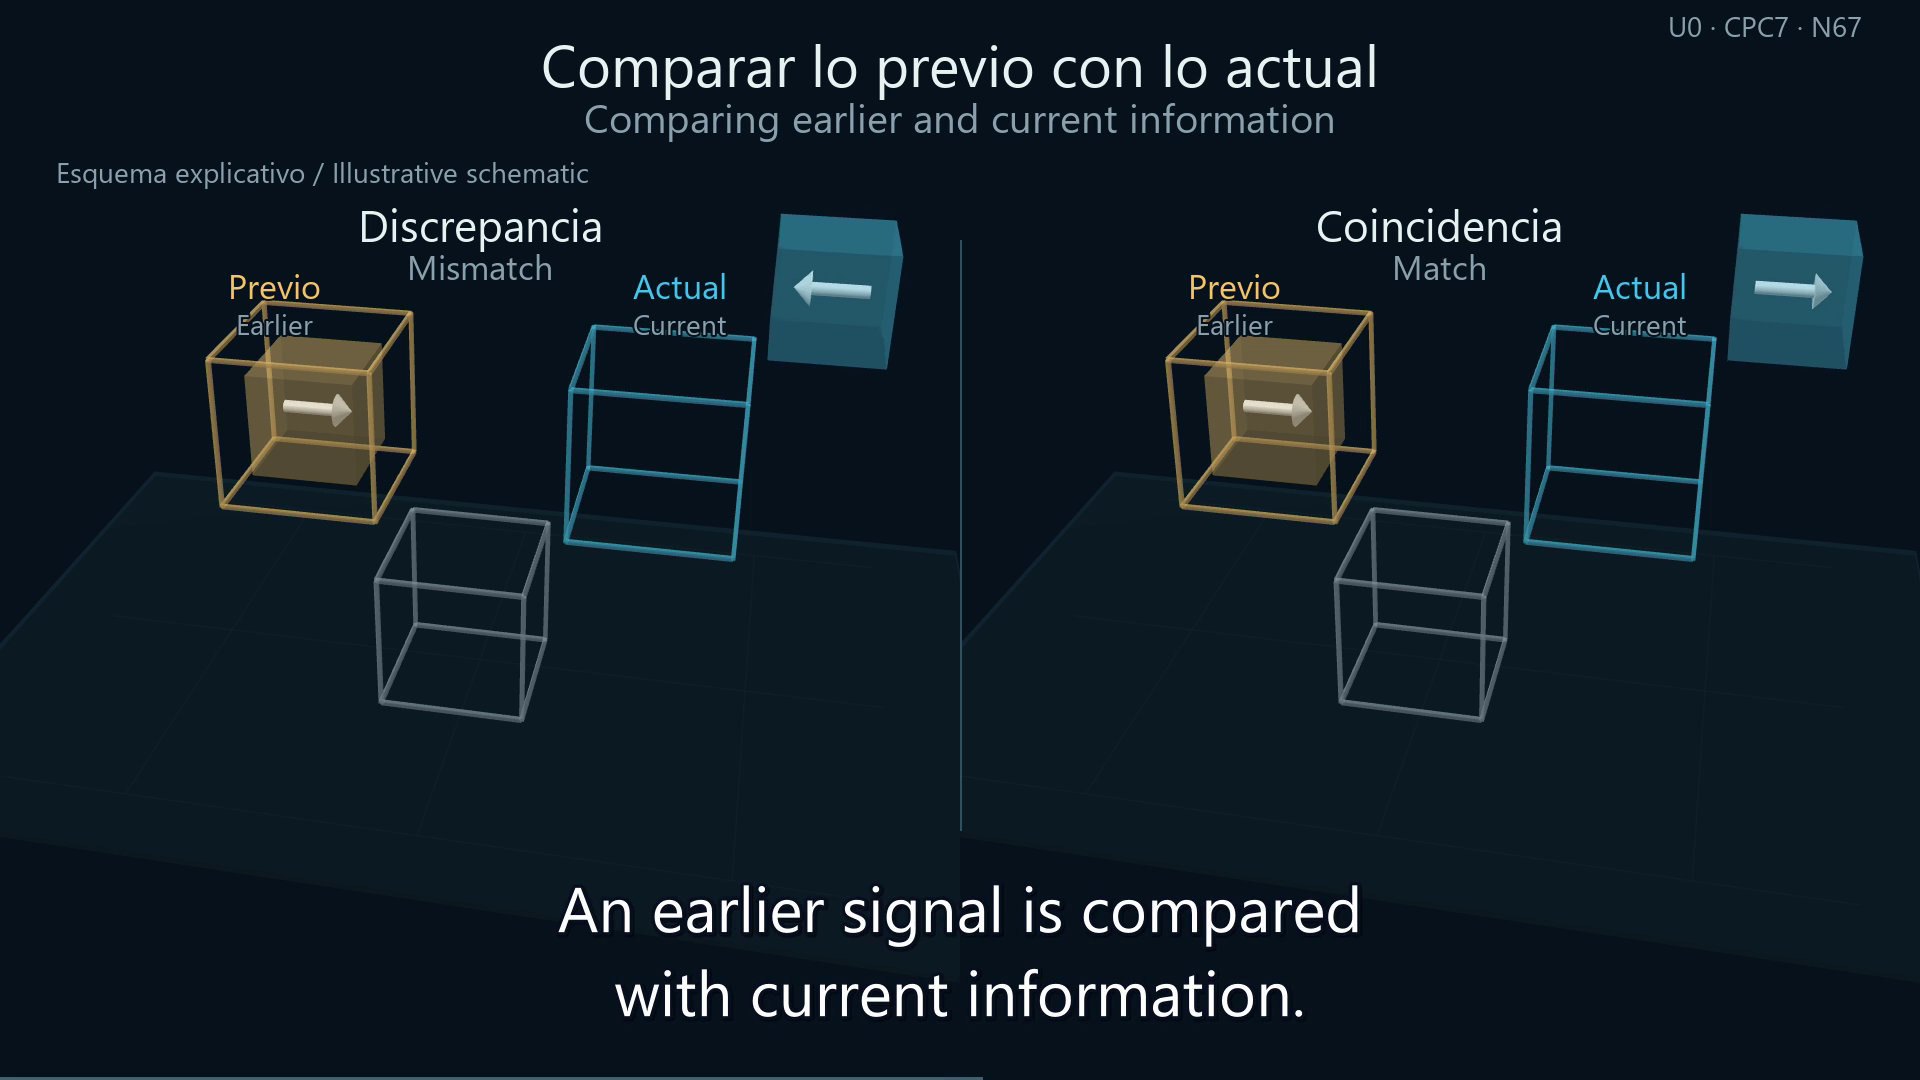 U0 · CPC7 · N67
Comparar lo previo con lo actual
Comparing earlier and current information
Esquema explicativo / Illustrative schematic
Discrepancia
Mismatch
Previo
Earlier
Actual
Current
Coincidencia
Match
Previo
Earlier
Actual
Current
An earlier signal is compared
with current information.